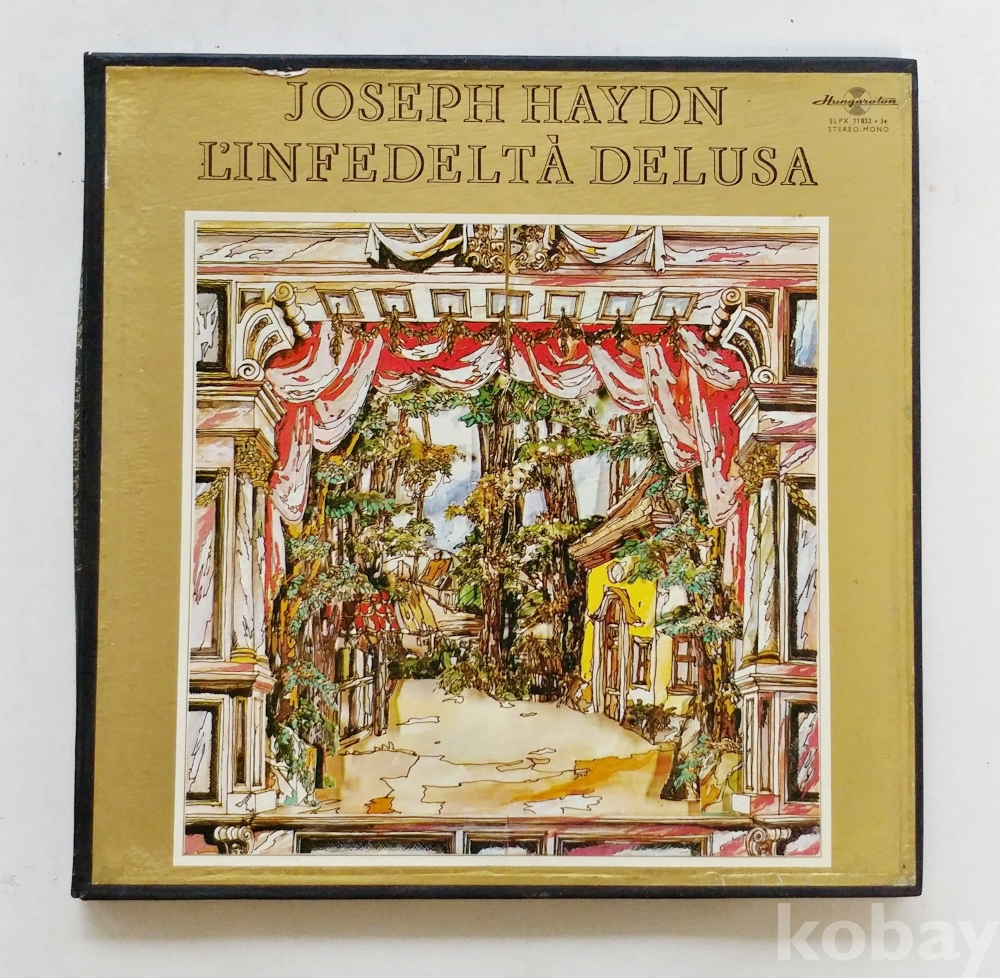 JOSEPH HAYDN
L'INFEDELTÀ DELUSA
Hungaroton
SLPX 11832 • 34
STEREO-MONO
kobay